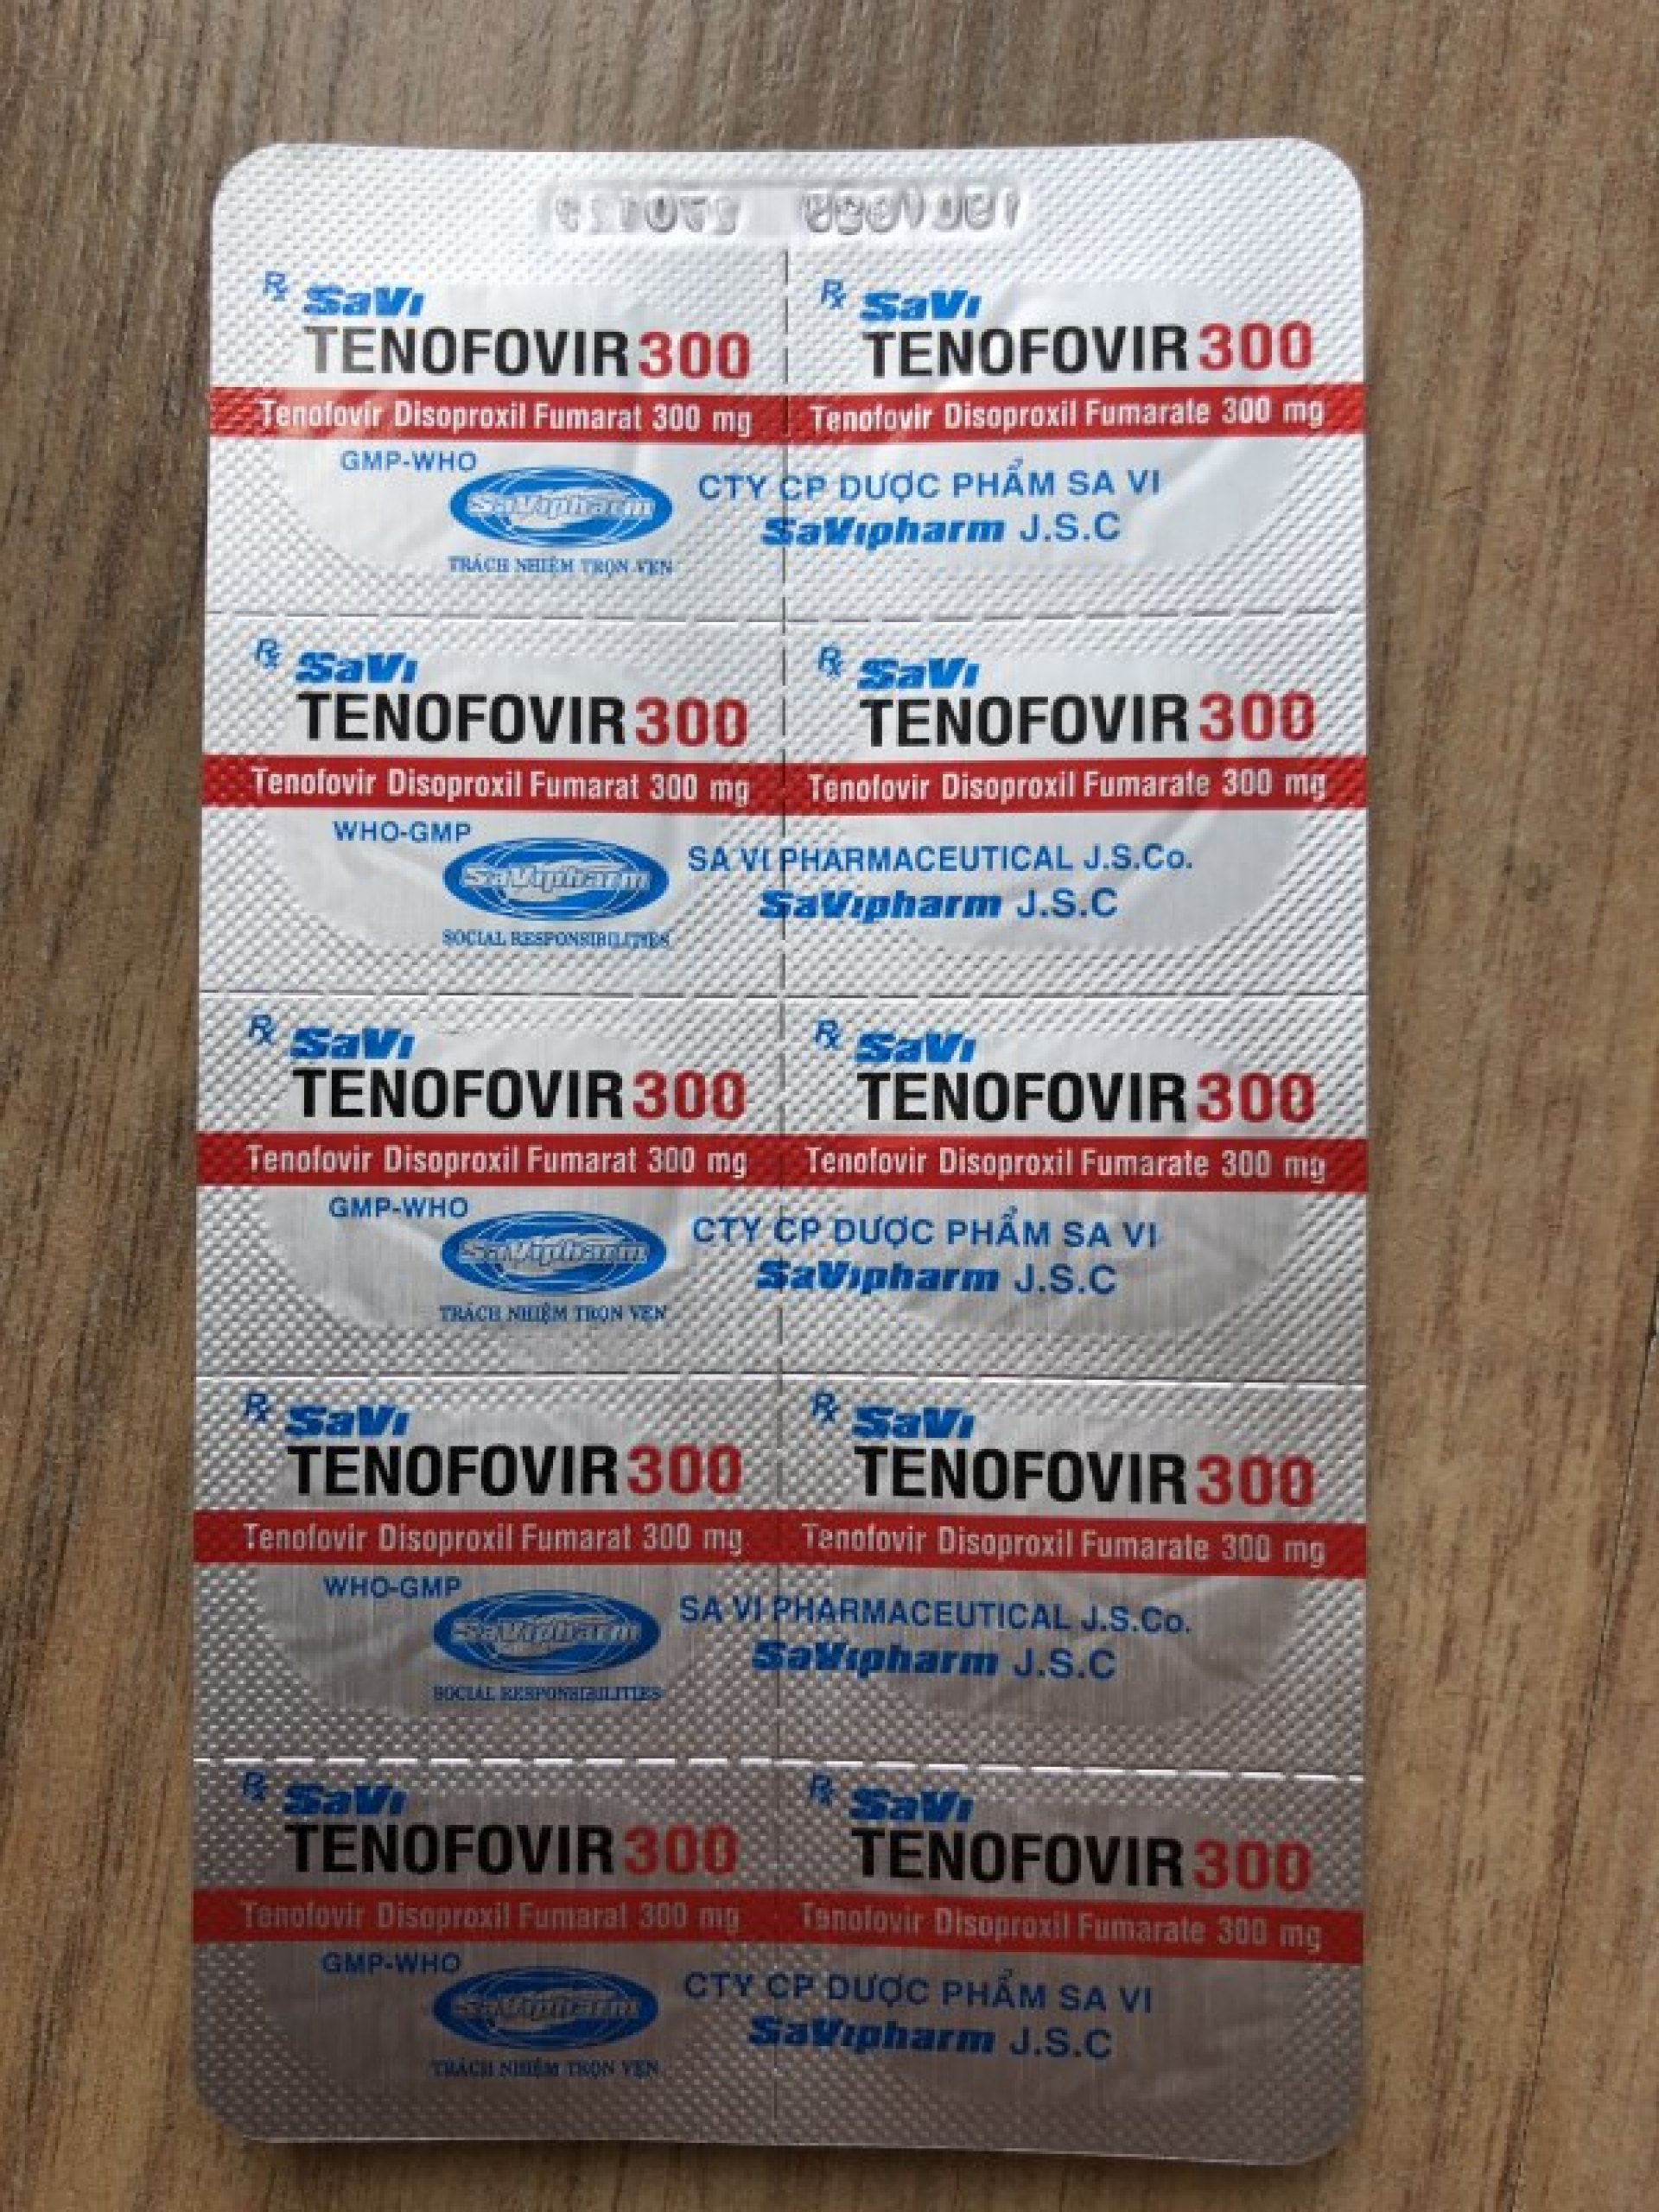 Rx SaVi Rx SaVi
TENOFOVIR 300 TENOFOVIR 300
Tenofovir Disoproxil Fumarat 300 mg Tenofovir Disoproxil Fumarate 300 mg
GMP-WHO
SaVipharm CTY CP DƯỢC PHẨM SA VI
SaVipharm J.S.C
TRÁCH NHIỆM TRỌN VẸN
Rx SaVi Rx SaVi
TENOFOVIR 300 TENOFOVIR 300
Tenofovir Disoproxil Fumarat 300 mg Tenofovir Disoproxil Fumarate 300 mg
WHO-GMP
SaVipharm SA VI PHARMACEUTICAL J.S.Co.
SaVipharm J.S.C
SOCIAL RESPONSIBILITIES
Rx SaVi Rx SaVi
TENOFOVIR 300 TENOFOVIR 300
Tenofovir Disoproxil Fumarat 300 mg Tenofovir Disoproxil Fumarate 300 mg
GMP-WHO
SaVipharm CTY CP DƯỢC PHẨM SA VI
SaVipharm J.S.C
TRÁCH NHIỆM TRỌN VẸN
Rx SaVi Rx SaVi
TENOFOVIR 300 TENOFOVIR 300
Tenofovir Disoproxil Fumarat 300 mg Tenofovir Disoproxil Fumarate 300 mg
WHO-GMP
SaVipharm SA VI PHARMACEUTICAL J.S.Co.
SaVipharm J.S.C
SOCIAL RESPONSIBILITIES
Rx SaVi Rx SaVi
TENOFOVIR 300 TENOFOVIR 300
Tenofovir Disoproxil Fumarat 300 mg Tenofovir Disoproxil Fumarate 300 mg
GMP-WHO
SaVipharm CTY CP DƯỢC PHẨM SA VI
SaVipharm J.S.C
TRÁCH NHIỆM TRỌN VẸN